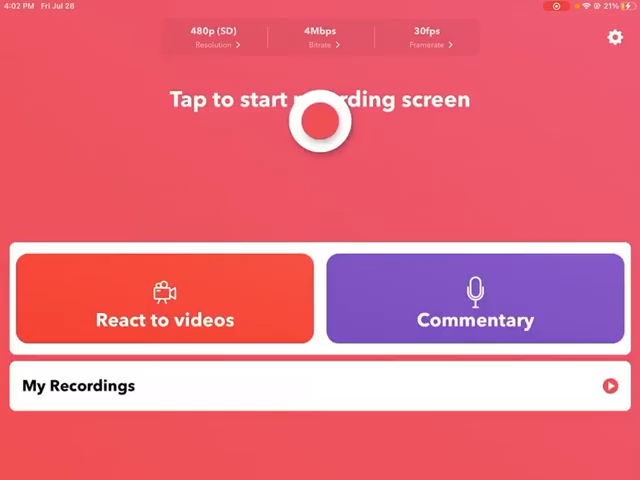 4:02 PM Fri Jul 28
21%
480p (SD)
Resolution
4Mbps
Bitrate
30fps
Framerate
Tap to start rding screen
React to videos
Commentary
My Recordings